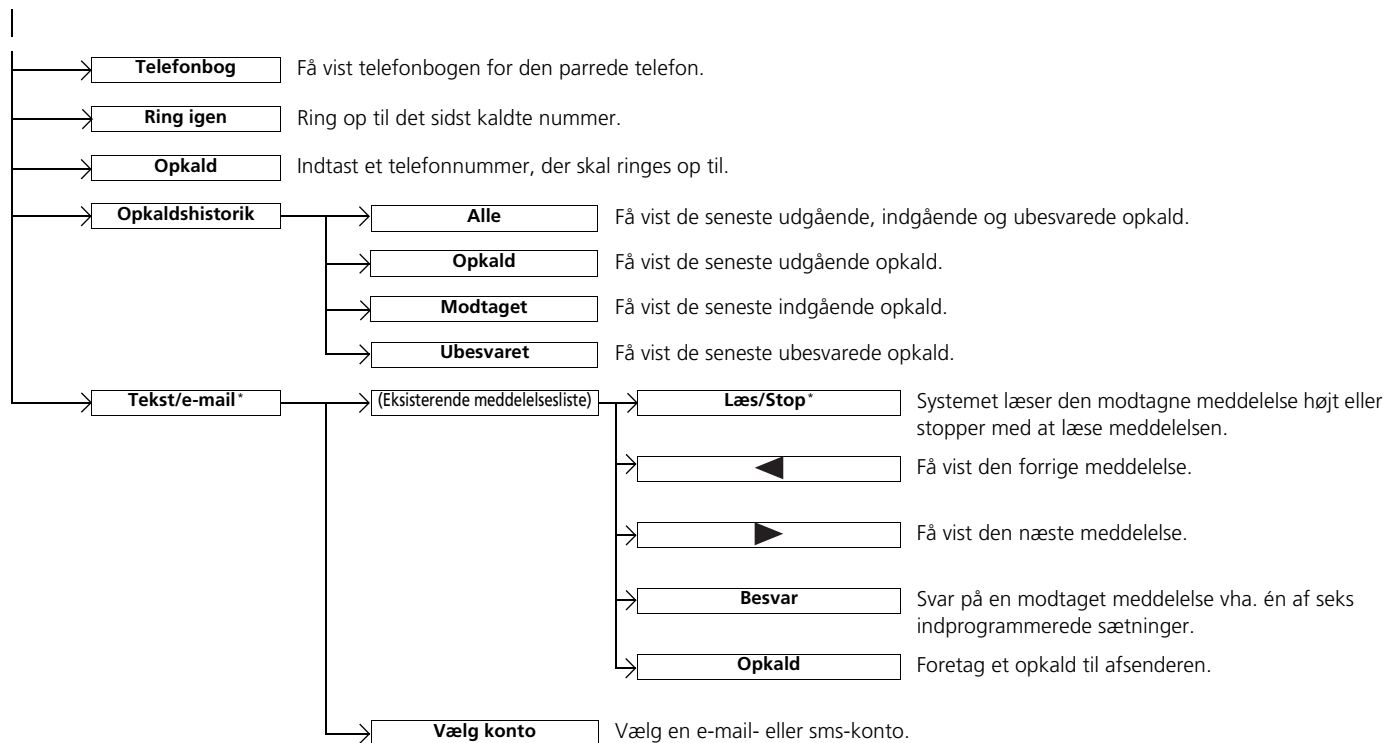 Telefonbog Få vist telefonbogen for den parrede telefon.
Ring igen Ring op til det sidst kaldte nummer.
Opkald Indtast et telefonnummer, der skal ringes op til.
Opkaldshistorik Alle Få vist de seneste udgående, indgående og ubesvarede opkald.
Opkald Få vist de seneste udgående opkald.
Modtaget Få vist de seneste indgående opkald.
Ubesvaret Få vist de seneste ubesvarede opkald.
Tekst/e-mail* (Eksisterende meddelelsesliste) Læs/Stop* Systemet læser den modtagne meddelelse højt eller
stopper med at læse meddelelsen.
Få vist den forrige meddelelse.
Få vist den næste meddelelse.
Besvar Svar på en modtaget meddelelse vha. én af seks
indprogrammerede sætninger.
Opkald Foretag et opkald til afsenderen.
Vælg konto Vælg en e-mail- eller sms-konto.